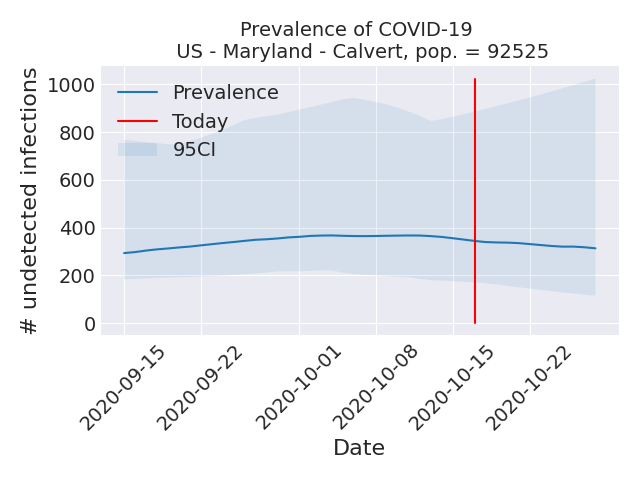 Prevalence of COVID-19
US - Maryland - Calvert, pop. = 92525
# undetected infections
1000
800
600
400
200
0
Prevalence
Today
95CI
2020-09-15
2020-09-22
2020-10-01
2020-10-08
2020-10-15
2020-10-22
Date